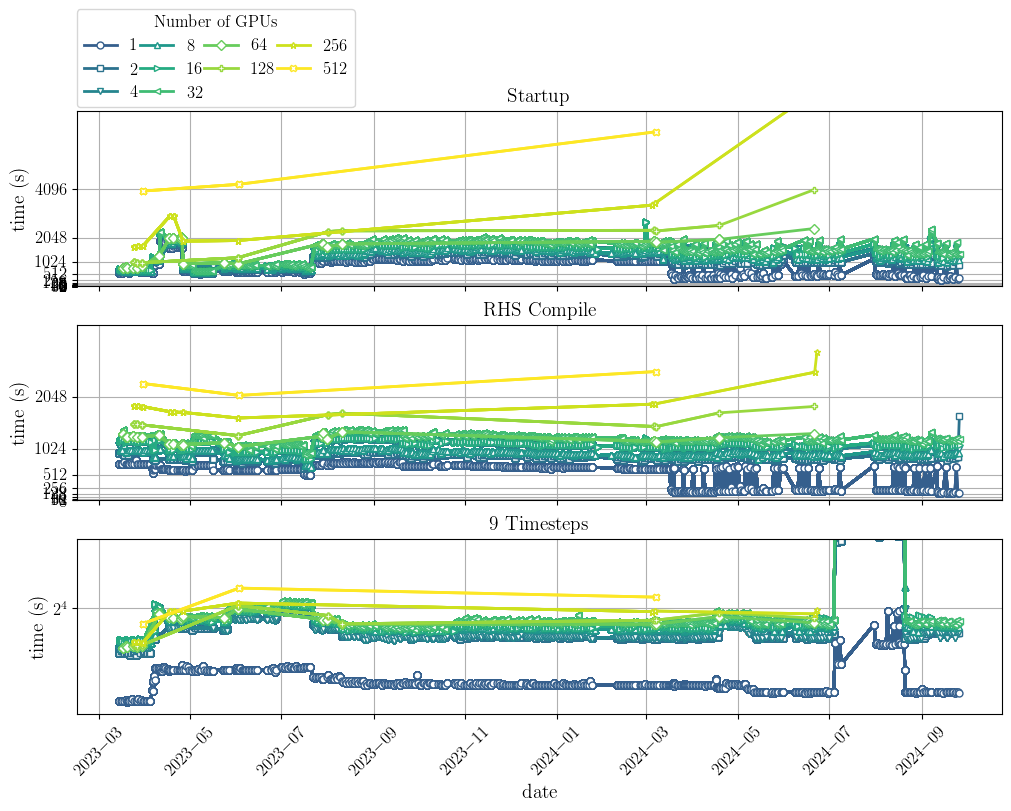 Number of GPUs
1 8 64 256
2 16 128 512
4 32
Startup
time (s)
4096
2048
1024
512
RHS Compile
time (s)
2048
1024
512
256
9 Timesteps
time (s)
2⁴
2023−03 2023−05 2023−07 2023−09 2023−11 2024−01 2024−03 2024−05 2024−07 2024−09
date